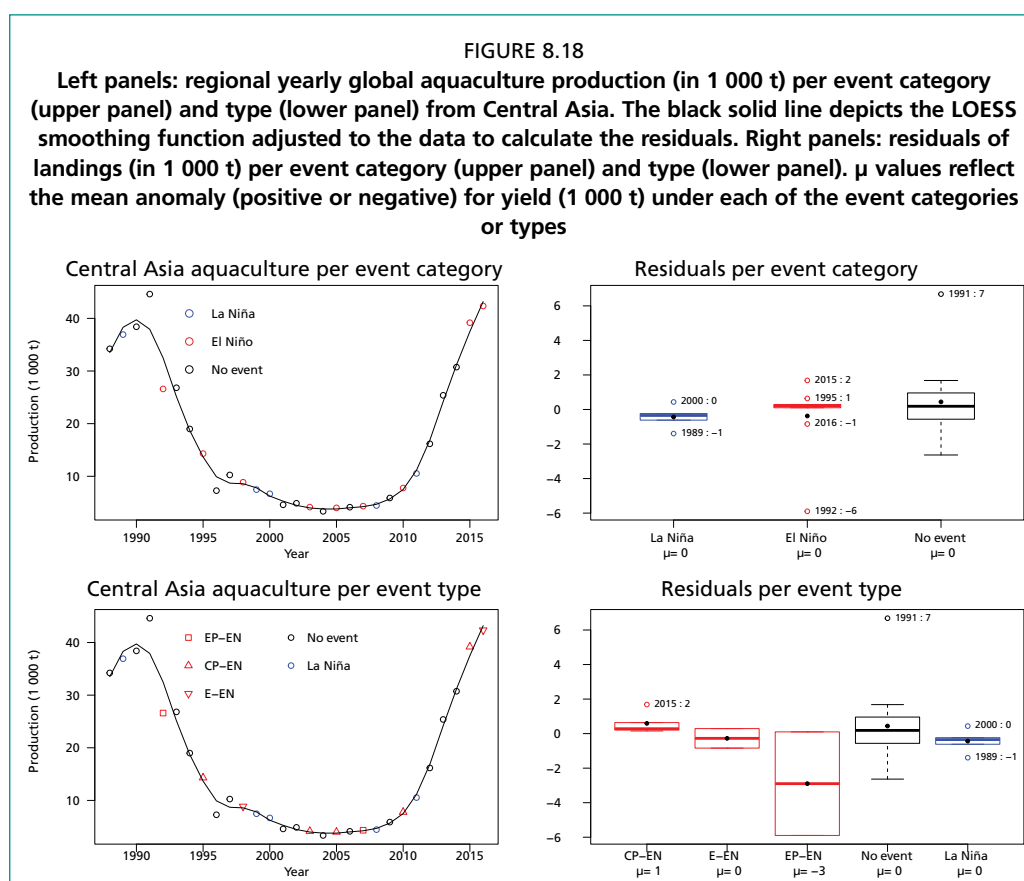 FIGURE 8.18
Left panels: regional yearly global aquaculture production (in 1 000 t) per event category
(upper panel) and type (lower panel) from Central Asia. The black solid line depicts the LOESS
smoothing function adjusted to the data to calculate the residuals. Right panels: residuals of
landings (in 1 000 t) per event category (upper panel) and type (lower panel). µ values reflect
the mean anomaly (positive or negative) for yield (1 000 t) under each of the event categories
or types
Central Asia aquaculture per event category
Production (1 000 t)
40
30
20
10
La Niña
El Niño
No event
1990 1995 2000 2005 2010 2015
Year
Residuals per event category
6
4
2
0
−2
−4
−6
1991 : 7
2015 : 2
2000 : 0
1995 : 1
1989 : −1
2016 : −1
1992 : −6
La Niña El Niño No event
µ= 0 µ= 0 µ= 0
Central Asia aquaculture per event type
Production (1 000 t)
40
30
20
10
EP−EN No event
CP−EN La Niña
E−EN
1990 1995 2000 2005 2010 2015
Year
Residuals per event type
6
4
2
0
−2
−4
−6
1991 : 7
2015 : 2
2000 : 0
1989 : −1
CP−EN E−EN EP−EN No event La Niña
µ= 1 µ= 0 µ= −3 µ= 0 µ= 0